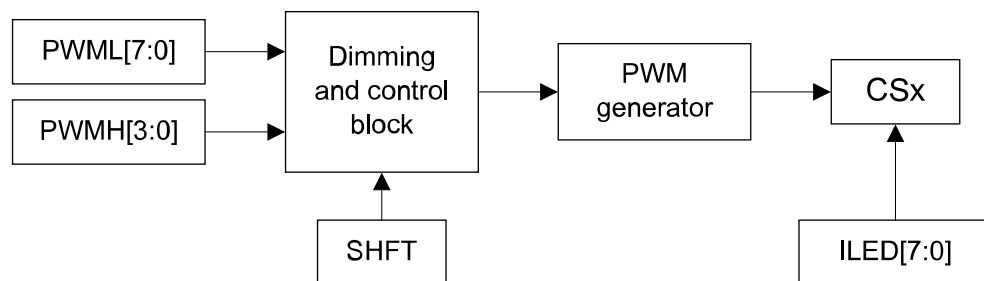 PWML[7:0]
PWMH[3:0]
Dimming
and control
block
PWM
generator
CSx
SHFT
ILED[7:0]